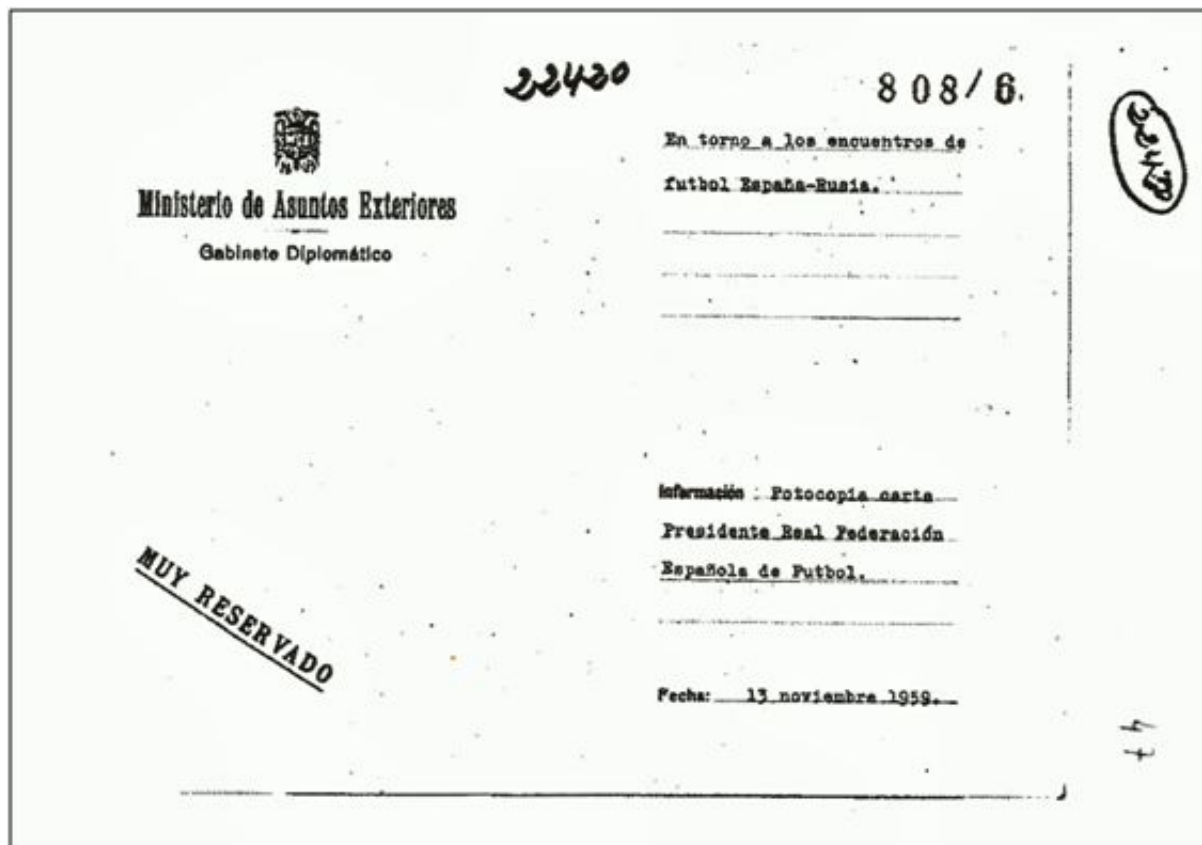 22420
808/6.
Ministerio de Asuntos Exteriores
Gabinete Diplomático
En torno a los encuentros de
futbol España-Rusia.
Información : Fotocopia carta
Presidente Real Federación
Española de Futbol.
Fecha: 13 noviembre 1959.
MUY RESERVADO